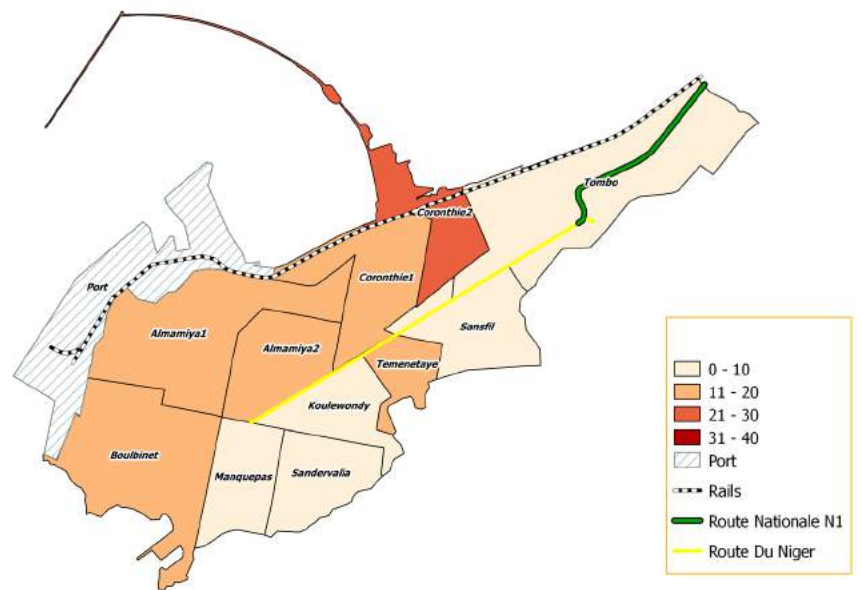 Coronthie2
Tombo
Port
Coronthie1
Almamiya1
Sansfil
Almamiya2
Temenetaye
Koulewondy
Boulbinet
Manquepas
Sandervalia
0 - 10
11 - 20
21 - 30
31 - 40
Port
Rails
Route Nationale N1
Route Du Niger